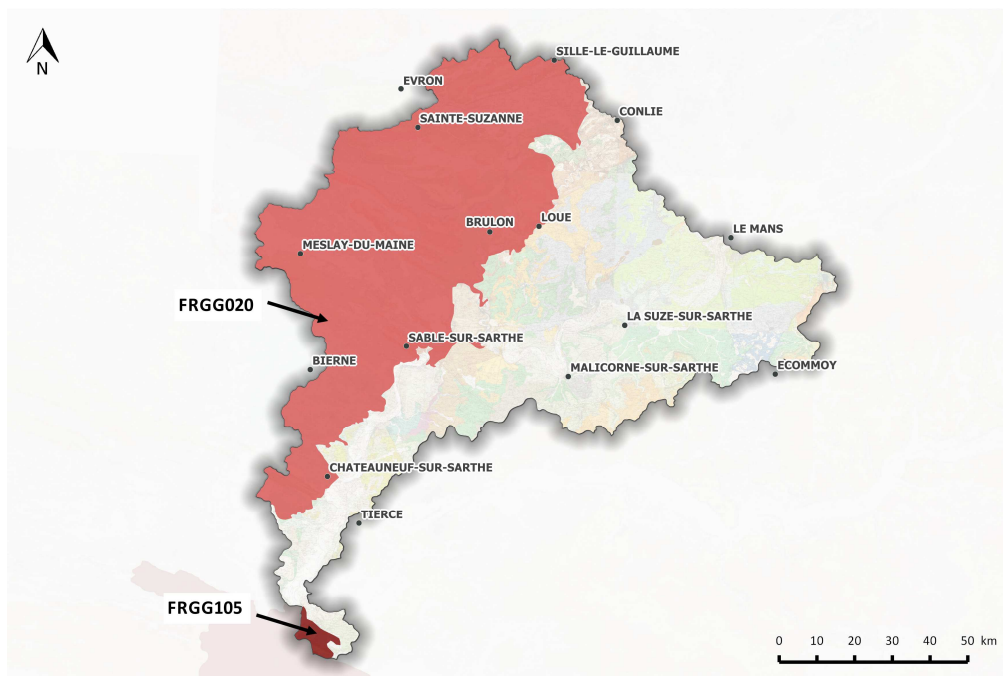 SILLE-LE-GUILLAUME
EVRON
N
CONLIE
SAINTE-SUZANNE
BRULON
LOUE
LE MANS
MESLAY-DU-MAINE
FRGG020
LA SUZE-SUR-SARTHE
SABLE-SUR-SARTHE
BIERNE
MALICORNE-SUR-SARTHE
ECOMMOY
CHATEAUNEUF-SUR-SARTHE
TIERCE
FRGG105
0 10 20 30 40 50 km